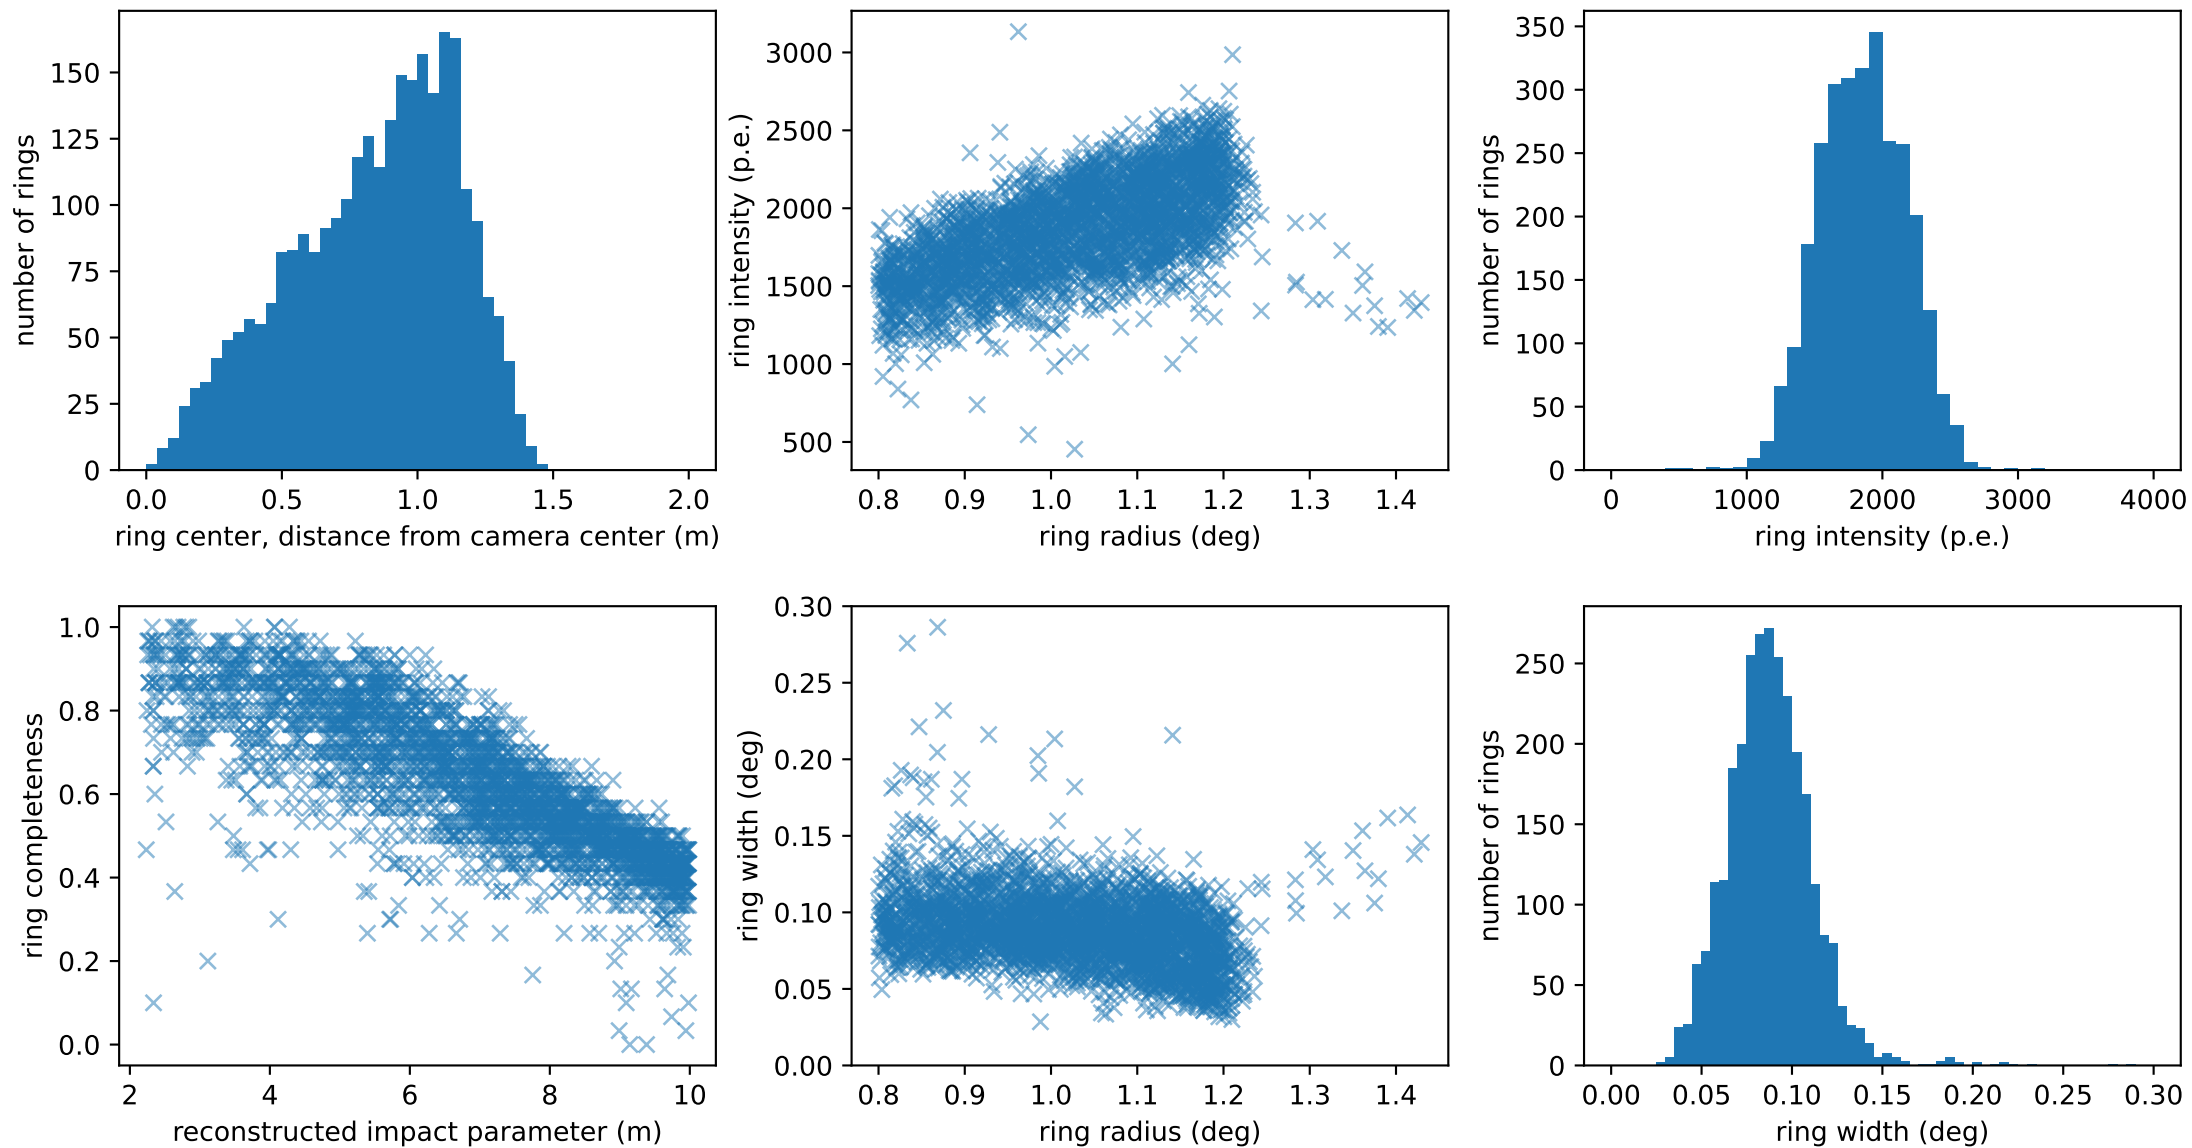 150
125
100
75
50
25
0
number of rings
0.0 0.5 1.0 1.5 2.0
ring center, distance from camera center (m)
3000
2500
2000
1500
1000
500
ring intensity (p.e.)
0.8 0.9 1.0 1.1 1.2 1.3 1.4
ring radius (deg)
350
300
250
200
150
100
50
0
number of rings
0 1000 2000 3000 4000
ring intensity (p.e.)
1.0
0.8
0.6
0.4
0.2
0.0
ring completeness
2 4 6 8 10
reconstructed impact parameter (m)
0.30
0.25
0.20
0.15
0.10
0.05
0.00
ring width (deg)
0.8 0.9 1.0 1.1 1.2 1.3 1.4
ring radius (deg)
250
200
150
100
50
0
number of rings
0.00 0.05 0.10 0.15 0.20 0.25 0.30
ring width (deg)